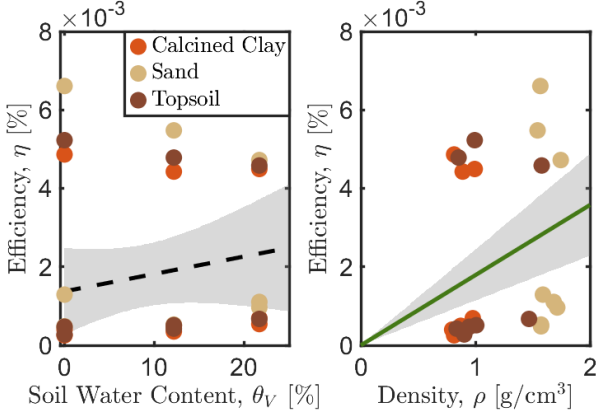 ×10⁻³
8
6
4
2
0
Efficiency, η [%]
Calcined Clay
Sand
Topsoil
0
10
20
Soil Water Content, θ_V [%]
×10⁻³
8
6
4
2
0
Efficiency, η [%]
0
1
2
Density, ρ [g/cm³]